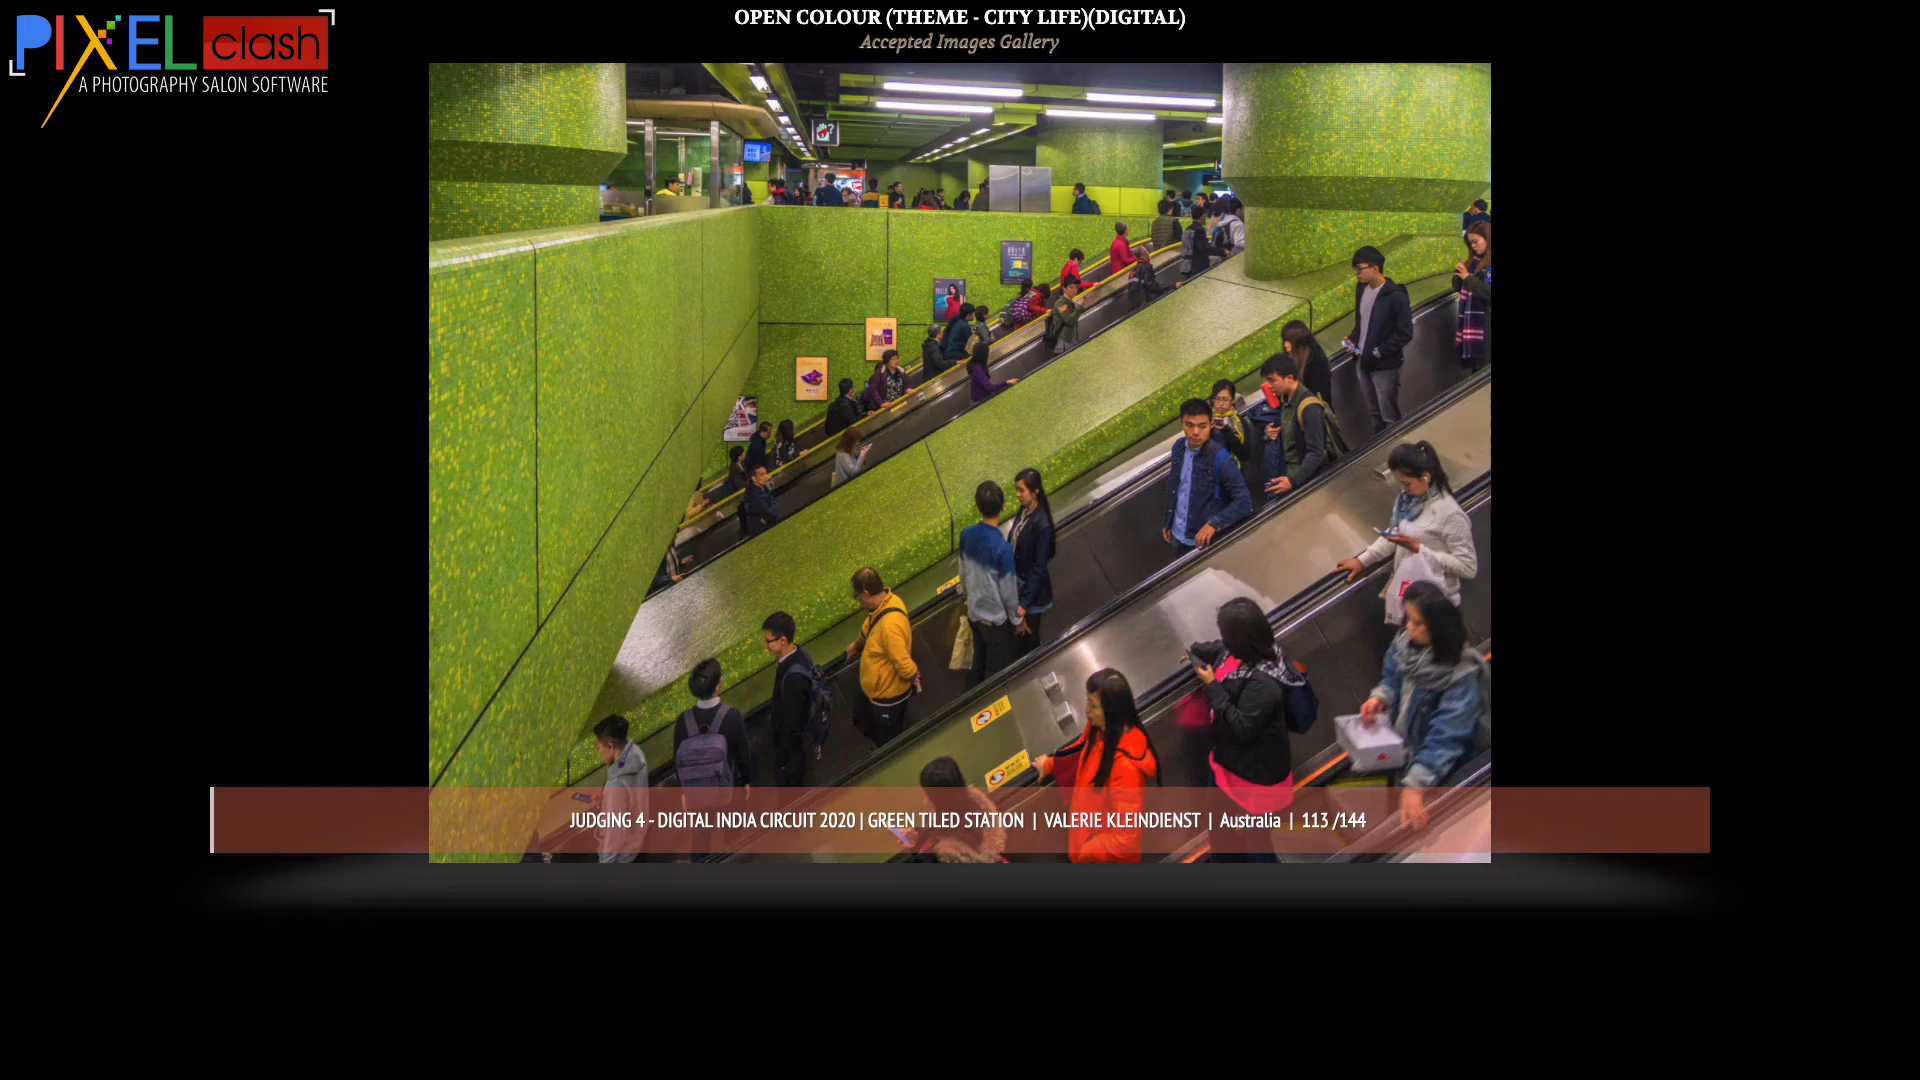 PIXEL clash
A PHOTOGRAPHY SALON SOFTWARE
OPEN COLOUR (THEME - CITY LIFE)(DIGITAL)
Accepted Images Gallery
JUDGING 4 - DIGITAL INDIA CIRCUIT 2020 | GREEN TILED STATION | VALERIE KLEINDIENST | Australia | 113 /144